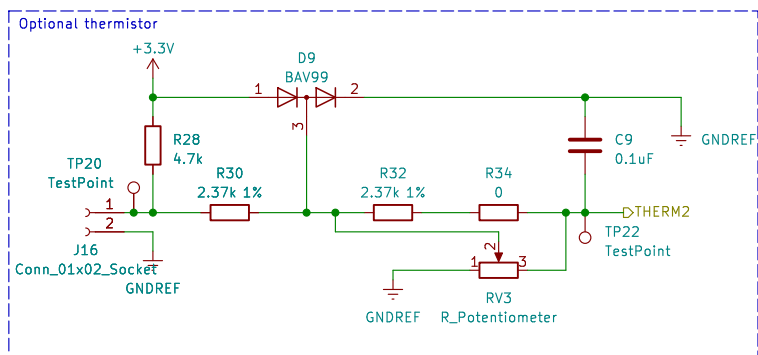 Optional thermistor
+3.3V
D9
BAV99
1
2
3
R28
4.7k
C9
0.1uF
GNDREF
TP20
TestPoint
R30
2.37k 1%
R32
2.37k 1%
R34
0
1
2
THERM2
TP22
TestPoint
J16
Conn_01x02_Socket
GNDREF
2
1
3
GNDREF
RV3
R_Potentiometer